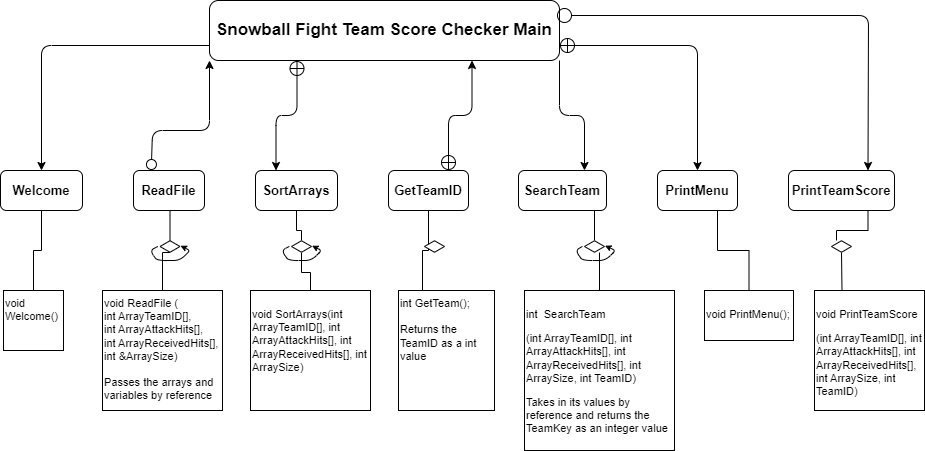 Snowball Fight Team Score Checker Main
Welcome
ReadFile
SortArrays
GetTeamID
SearchTeam
PrintMenu
PrintTeamScore
void
Welcome()
void ReadFile (
int ArrayTeamID[],
int ArrayAttackHits[],
int ArrayReceivedHits[],
int &ArraySize)
Passes the arrays and
variables by reference
void SortArrays(int
ArrayTeamID[], int
ArrayAttackHits[], int
ArrayReceivedHits[], int
ArraySize)
int GetTeam();
Returns the
TeamID as a int
value
int  SearchTeam
(int ArrayTeamID[], int
ArrayAttackHits[], int
ArrayReceivedHits[], int
ArraySize, int TeamID)
Takes in its values by
reference and returns the
TeamKey as an integer value
void PrintMenu();
void PrintTeamScore
(int ArrayTeamID[], int
ArrayAttackHits[], int
ArrayReceivedHits[],
int ArraySize, int
TeamID)